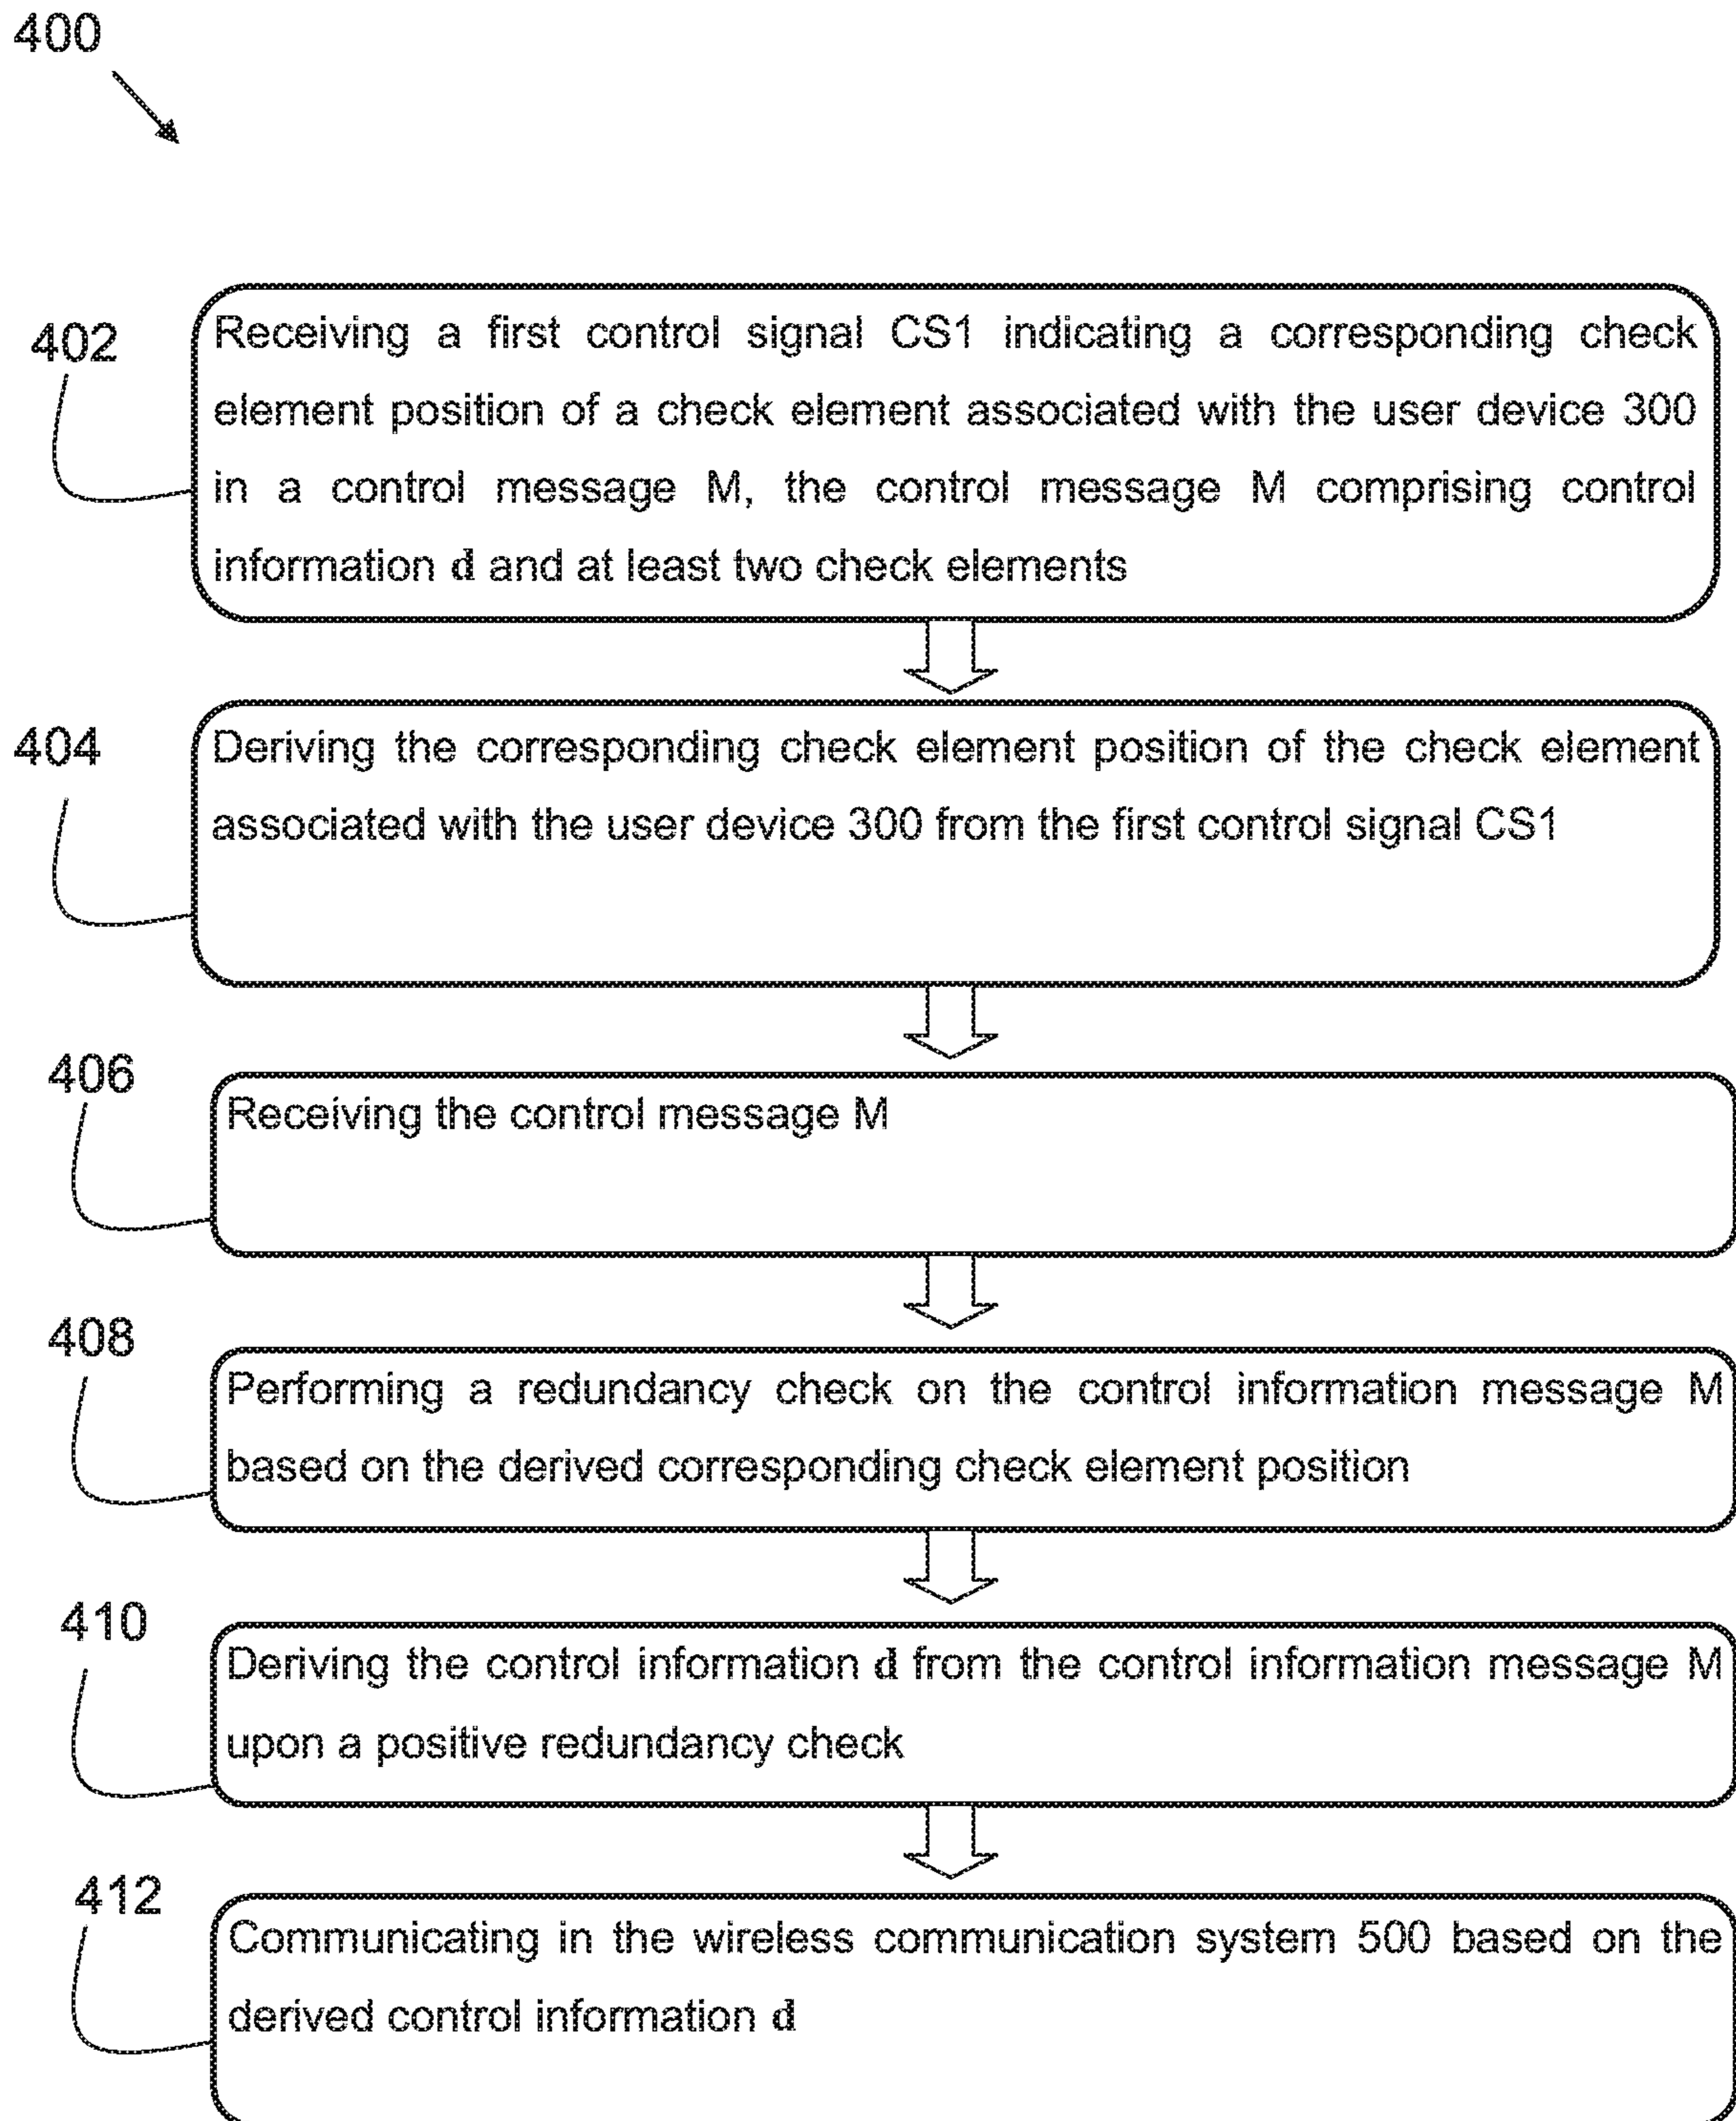 400
402
Receiving a first control signal CS1 indicating a corresponding check
element position of a check element associated with the user device 300
in a control message M, the control message M comprising control
information d and at least two check elements
404
Deriving the corresponding check element position of the check element
associated with the user device 300 from the first control signal CS1
406
Receiving the control message M
408
Performing a redundancy check on the control information message M
based on the derived corresponding check element position
410
Deriving the control information d from the control information message M
upon a positive redundancy check
412
Communicating in the wireless communication system 500 based on the
derived control information d